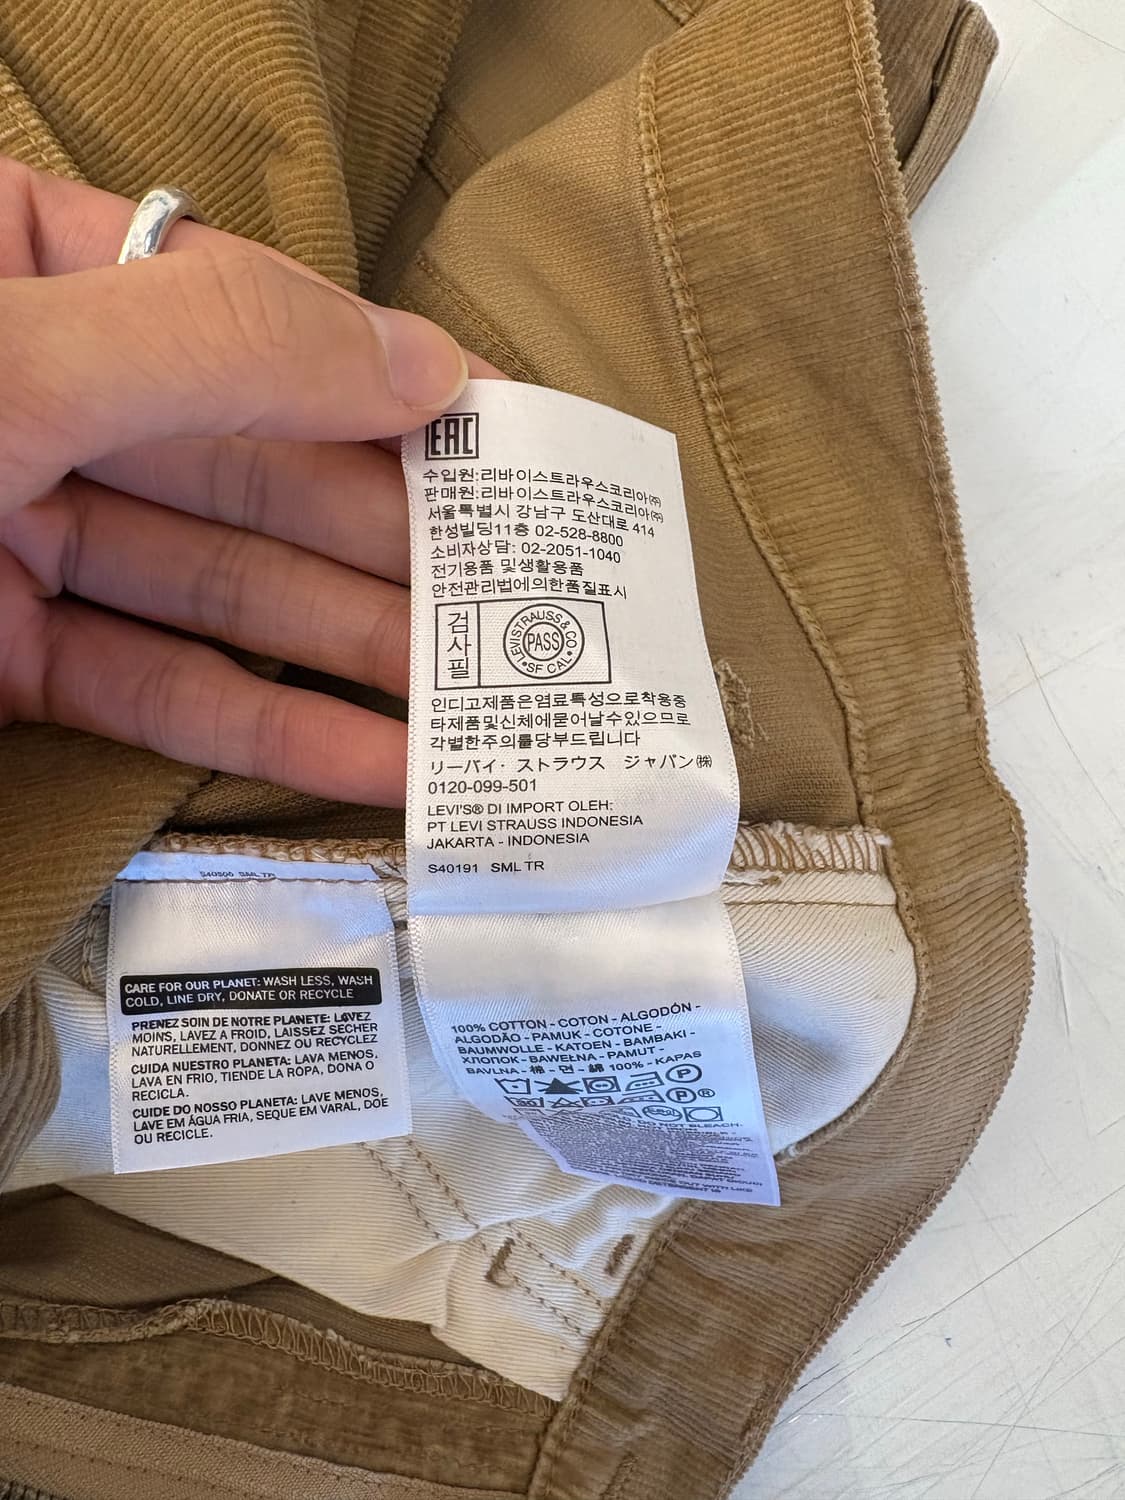 EAC
수입원:리바이스트라우스코리아㈜
판매원:리바이스트라우스코리아㈜
서울특별시 강남구 도산대로 414
한성빌딩11층 02-528-8800
소비자상담: 02-2051-1040
전기용품 및생활용품
안전관리법에의한품질표시
검사필
LEVI STRAUSS & CO
PASS
•SF CAL•
인디고제품은염료특성으로착용중
타제품및신체에묻어날수있으므로
각별한주의를당부드립니다
リーバイ・ストラウス ジャパン㈱
0120-099-501
LEVI'S® DI IMPORT OLEH:
PT LEVI STRAUSS INDONESIA
JAKARTA - INDONESIA
S40191 SML TR
S40500 SML TR
CARE FOR OUR PLANET: WASH LESS, WASH
COLD, LINE DRY, DONATE OR RECYCLE
PRENEZ SOIN DE NOTRE PLANETE: LAVEZ
MOINS, LAVEZ A FROID, LAISSEZ SECHER
NATURELLEMENT, DONNEZ OU RECYCLEZ
CUIDA NUESTRO PLANETA: LAVA MENOS,
LAVA EN FRIO, TIENDE LA ROPA, DONA O
RECICLA.
CUIDE DO NOSSO PLANETA: LAVE MENOS,
LAVE EM ÁGUA FRIA, SEQUE EM VARAL, DOE
OU RECICLE.
100% COTTON - COTON - ALGODÓN -
ALGODÃO - PAMUK - COTONE -
BAUMWOLLE - KATOEN - BAMBAKI -
ХЛОПОК - BAWEŁNA - PAMUT -
BAVLNA - 棉 - 면 - 綿 100% - KAPAS
P
P ®
DO NOT BLEACH
WITH LIKE